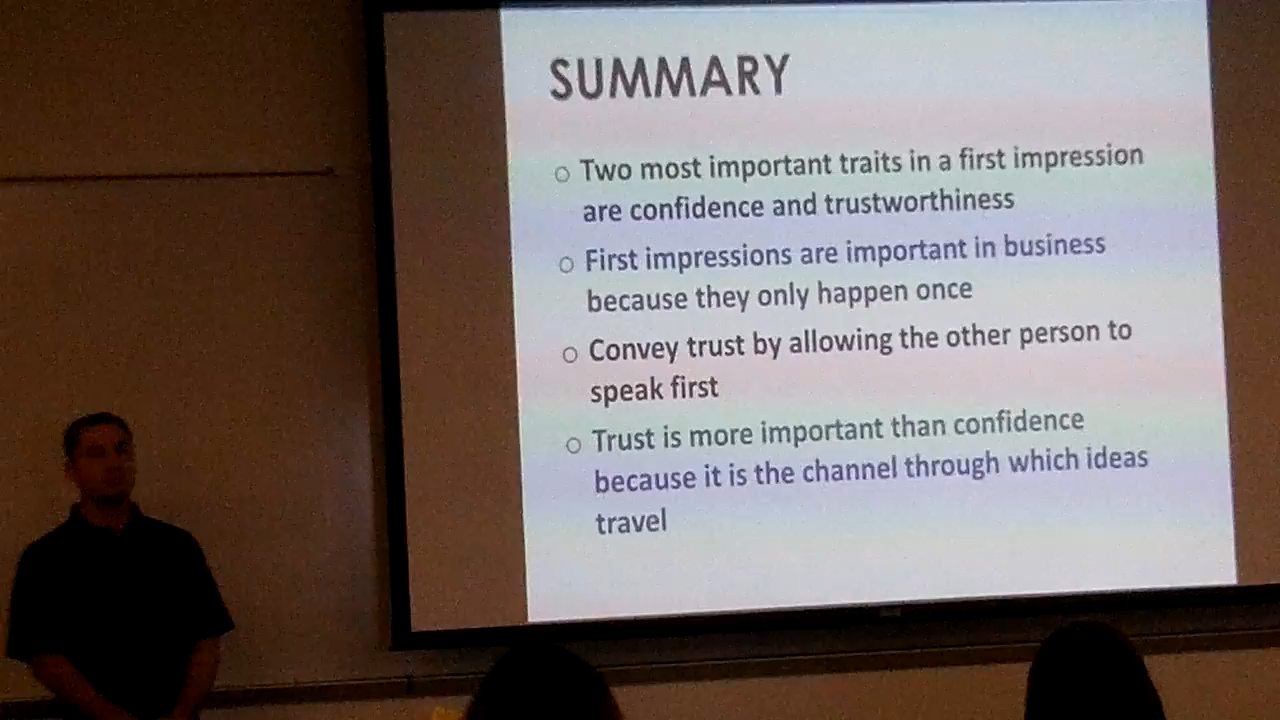 SUMMARY
○ Two most important traits in a first impression
are confidence and trustworthiness
○ First impressions are important in business
because they only happen once
○ Convey trust by allowing the other person to
speak first
○ Trust is more important than confidence
because it is the channel through which ideas
travel